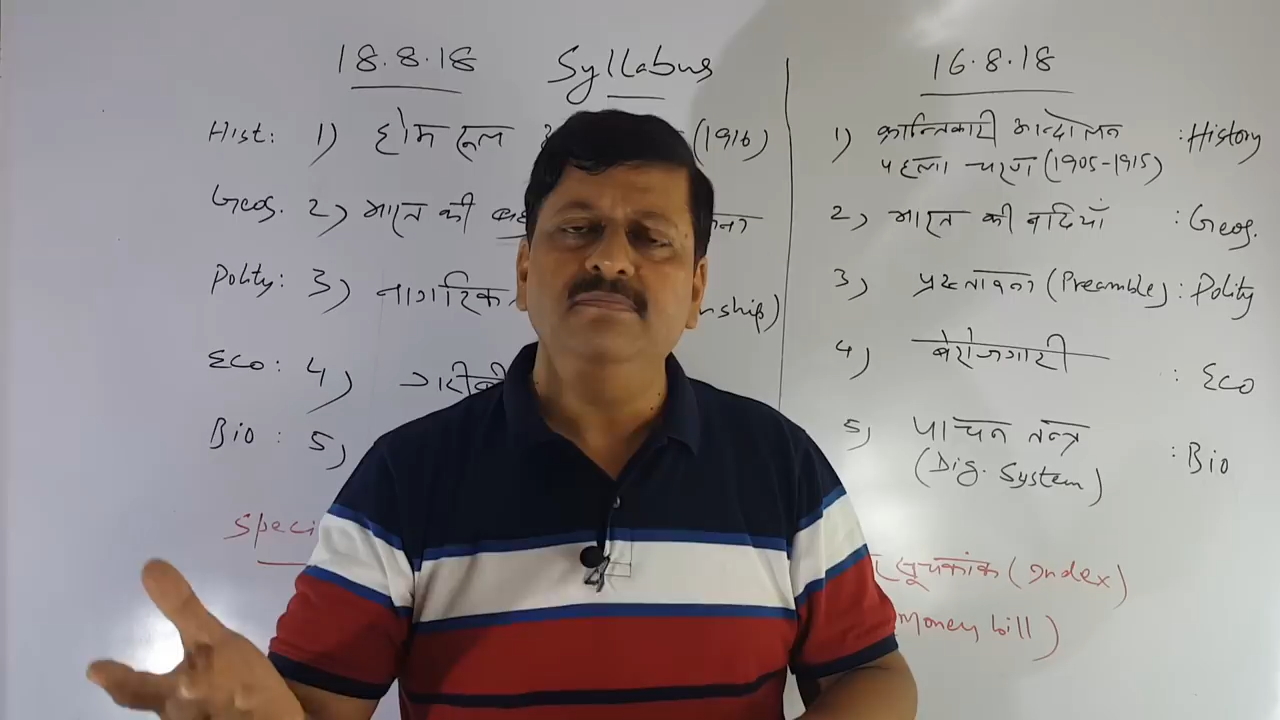 18.8.18
Syllabus
Hist: 1) होम रूल (1916)
Geog. 2) भारत की
Polity: 3) नागरिक nship)
Eco: 4) गरीबी
Bio: 5)
Speci
16.8.18
1) क्रान्तिकारी आन्दोलन :History
पहला चरण (1905-1915)
2) भारत की नदियाँ :Geog.
3) प्रस्तावना (Preamble) : Polity
4) बेरोजगारी : Eco
5) पाचन तन्त्र : Bio
(Dig. System)
सूचकांक (Index)
(money bill)